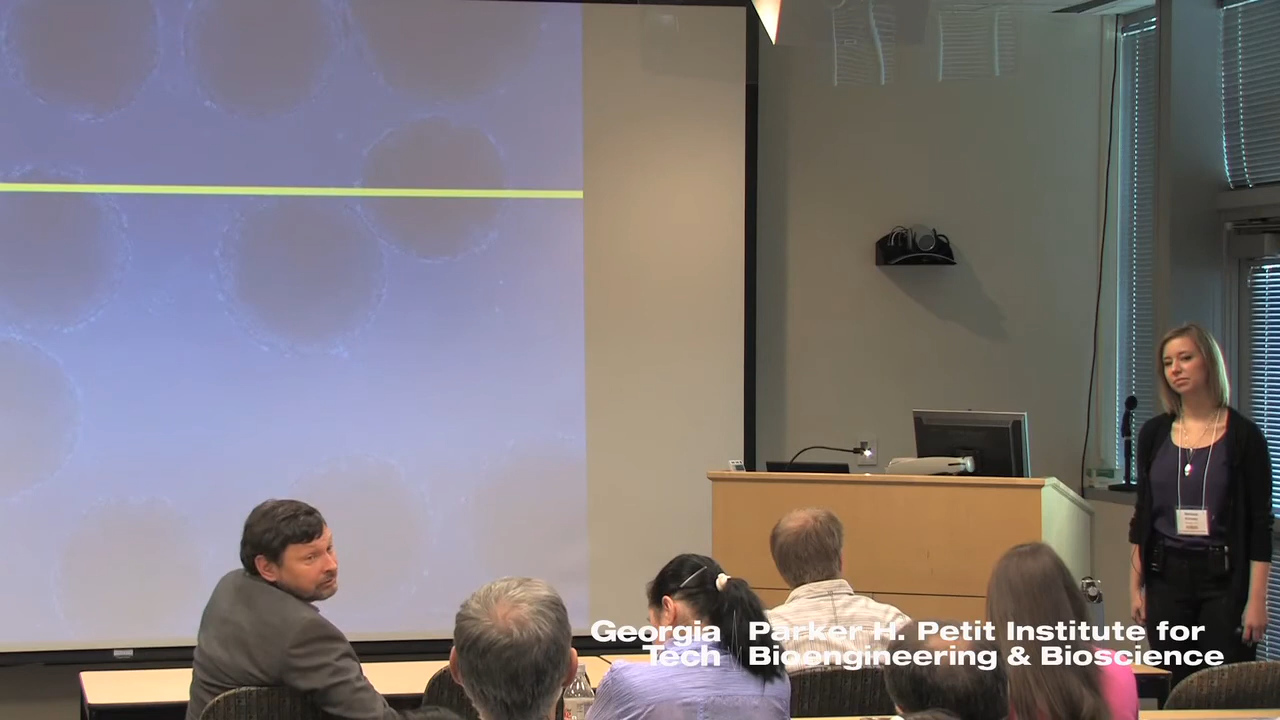 Georgia
Tech
Parker H. Petit Institute for
Bioengineering & Bioscience